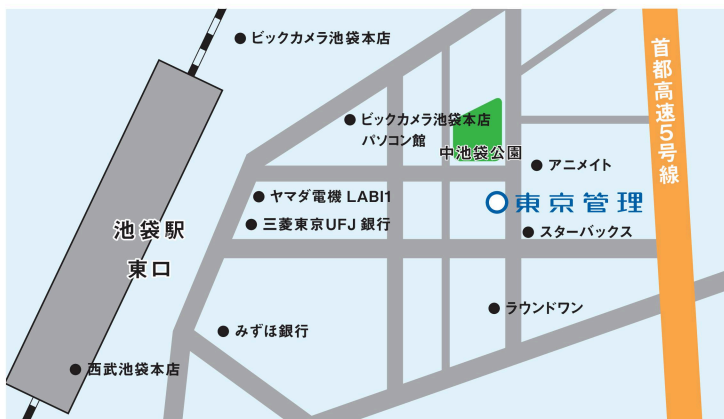 ビックカメラ池袋本店
首都高速5号線
ビックカメラ池袋本店
パソコン館
中池袋公園
アニメイト
ヤマダ電機 LABI1
東京管理
三菱東京UFJ 銀行
池袋駅
東口
スターバックス
ラウンドワン
みずほ銀行
西武池袋本店